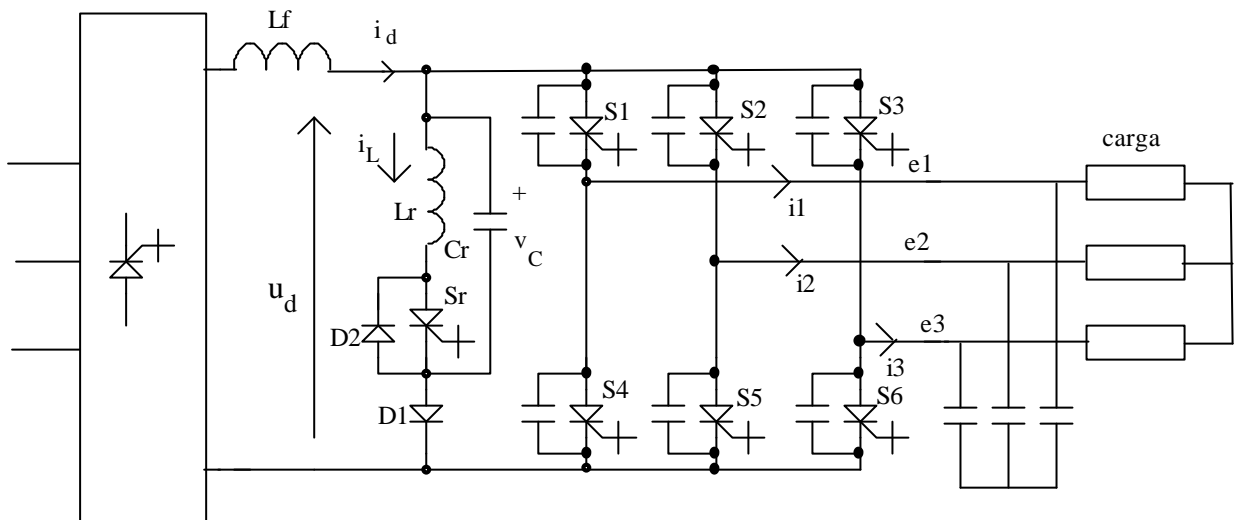 Lf
i d
S1
S2
S3
carga
e1
i L
+
Lr
i1
Cr
v C
e2
u d
Sr
i2
D2
e3
i3
D1
S4
S5
S6